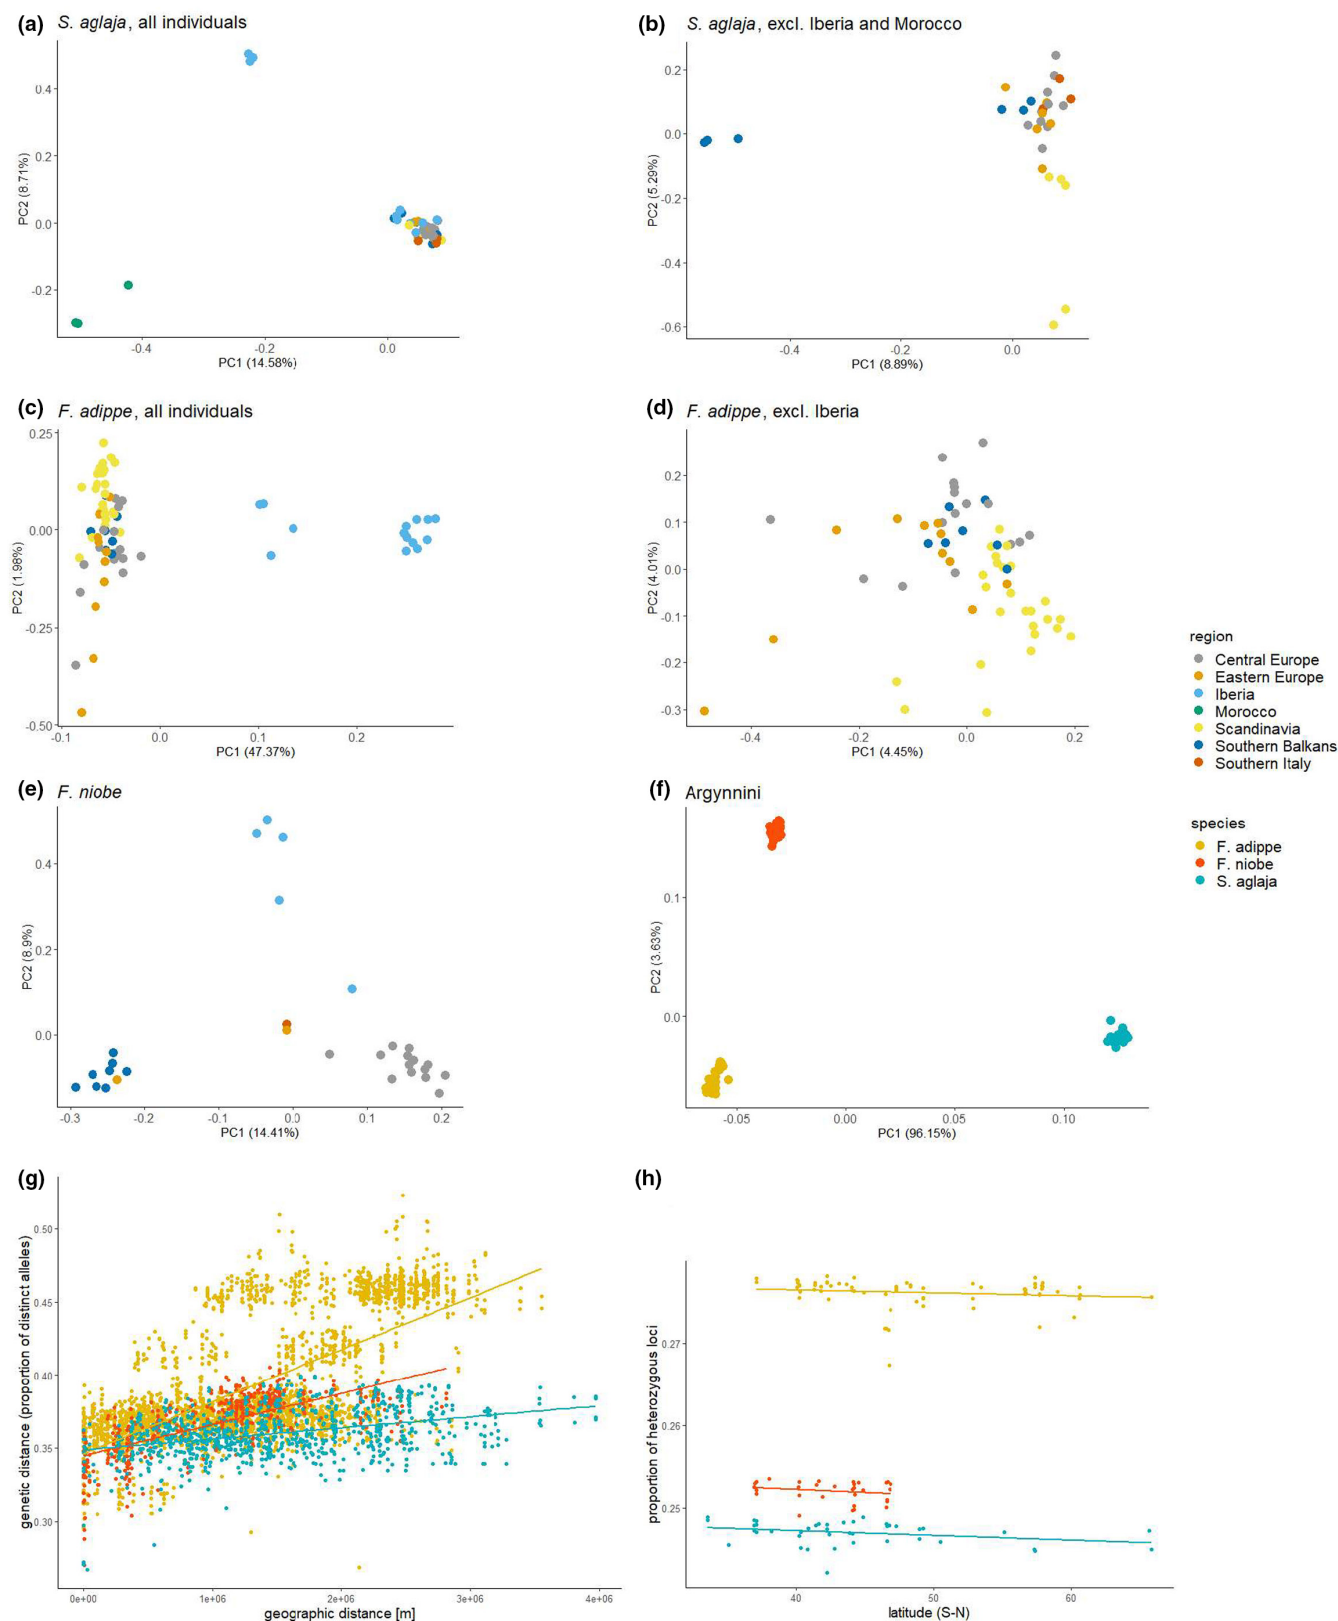 (a) S. aglaja, all individuals
PC2 (8.71%)
0.4
0.2
0.0
-0.2
-0.4 -0.2 0.0
PC1 (14.58%)
(b) S. aglaja, excl. Iberia and Morocco
PC2 (5.29%)
0.2
0.0
-0.2
-0.4
-0.6
-0.4 -0.2 0.0
PC1 (8.89%)
(c) F. adippe, all individuals
PC2 (1.98%)
0.25
0.00
-0.25
-0.50
-0.1 0.0 0.1 0.2
PC1 (47.37%)
(d) F. adippe, excl. Iberia
PC2 (4.01%)
0.2
0.1
0.0
-0.1
-0.2
-0.3
-0.4 -0.2 0.0 0.2
PC1 (4.45%)
region
Central Europe
Eastern Europe
Iberia
Morocco
Scandinavia
Southern Balkans
Southern Italy
(e) F. niobe
PC2 (8.9%)
0.4
0.2
0.0
-0.3 -0.2 -0.1 0.0 0.1 0.2
PC1 (14.41%)
(f) Argynnini
PC2 (3.63%)
0.1
0.0
-0.05 0.00 0.05 0.10
PC1 (96.15%)
species
F. adippe
F. niobe
S. aglaja
(g)
genetic distance (proportion of distinct alleles)
0.50
0.45
0.40
0.35
0.30
0e+00 1e+06 2e+06 3e+06 4e+06
geographic distance [m]
(h)
proportion of heterozygous loci
0.27
0.26
0.25
40 50 60
latitude (S-N)